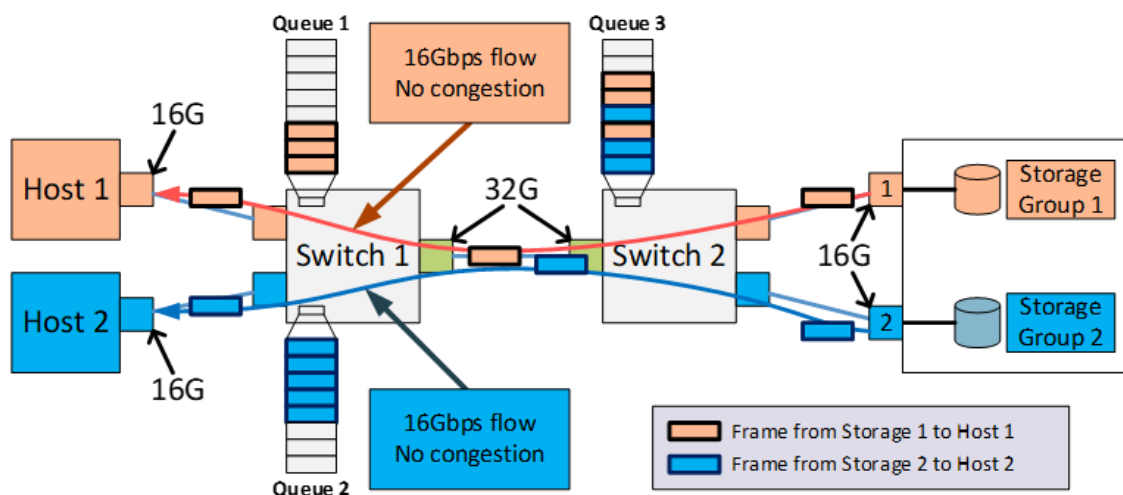 Queue 1
Queue 3
16Gbps flow
No congestion
16G
32G
Host 1
Switch 1
Switch 2
1
Storage
Group 1
16G
Host 2
2
Storage
Group 2
16G
16Gbps flow
No congestion
Queue 2
Frame from Storage 1 to Host 1
Frame from Storage 2 to Host 2